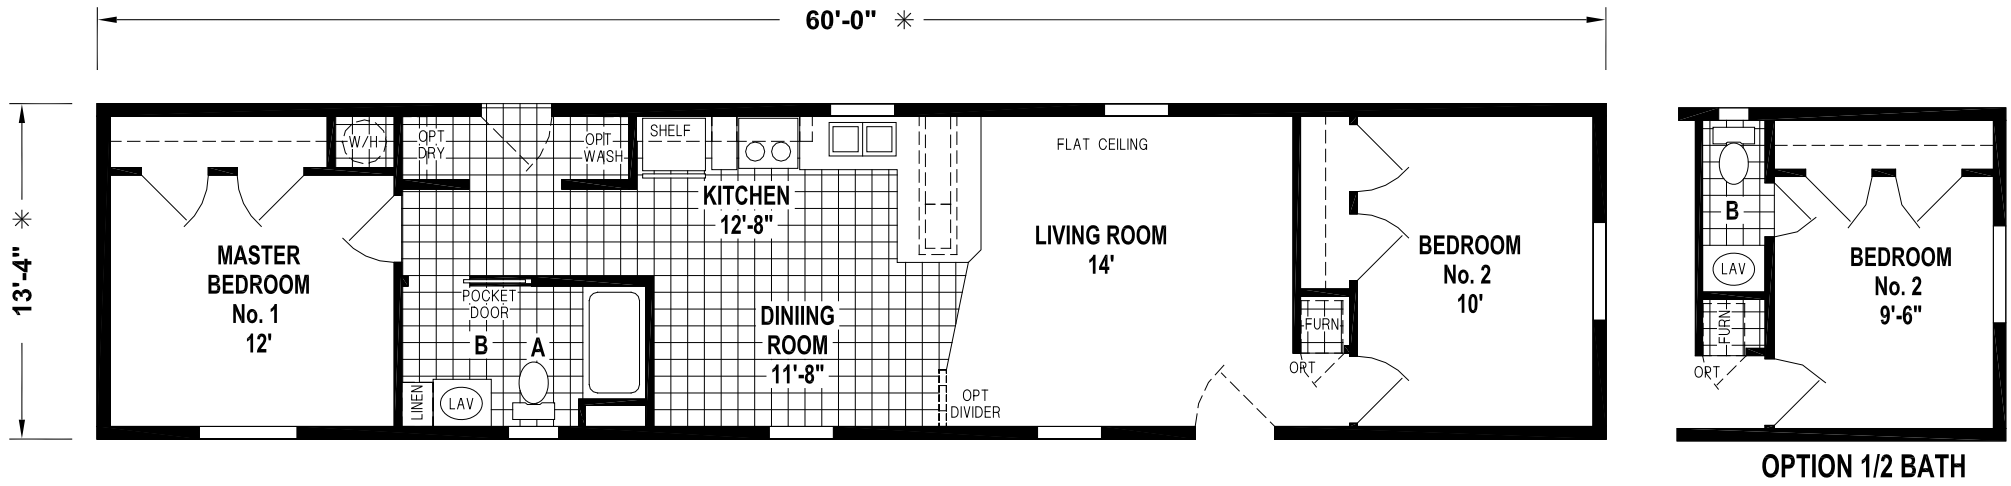 60'-0" ✳
13'-4" ✳
W/H
OPT
DRY
OPT
WASH
SHELF
FLAT CEILING
KITCHEN
12'-8"
MASTER
BEDROOM
No. 1
12'
LIVING ROOM
14'
BEDROOM
No. 2
10'
POCKET
DOOR
B
A
LINEN
LAV
DINIING
ROOM
11'-8"
OPT
DIVIDER
FURN
OPT
B
LAV
BEDROOM
No. 2
9'-6"
FURN
OPT
OPTION 1/2 BATH